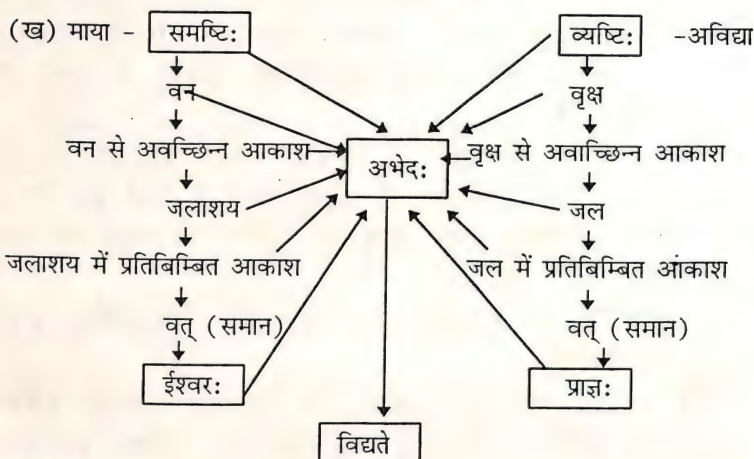 (ख) माया - समष्टिः व्यष्टिः -अविद्या
वन वृक्ष
वन से अवच्छिन्न आकाश अभेदः वृक्ष से अवाच्छिन्न आकाश
जलाशय जल
जलाशय में प्रतिबिम्बित आकाश जल में प्रतिबिम्बित आंकाश
वत् (समान) वत् (समान)
ईश्वरः प्राज्ञः
विद्यते